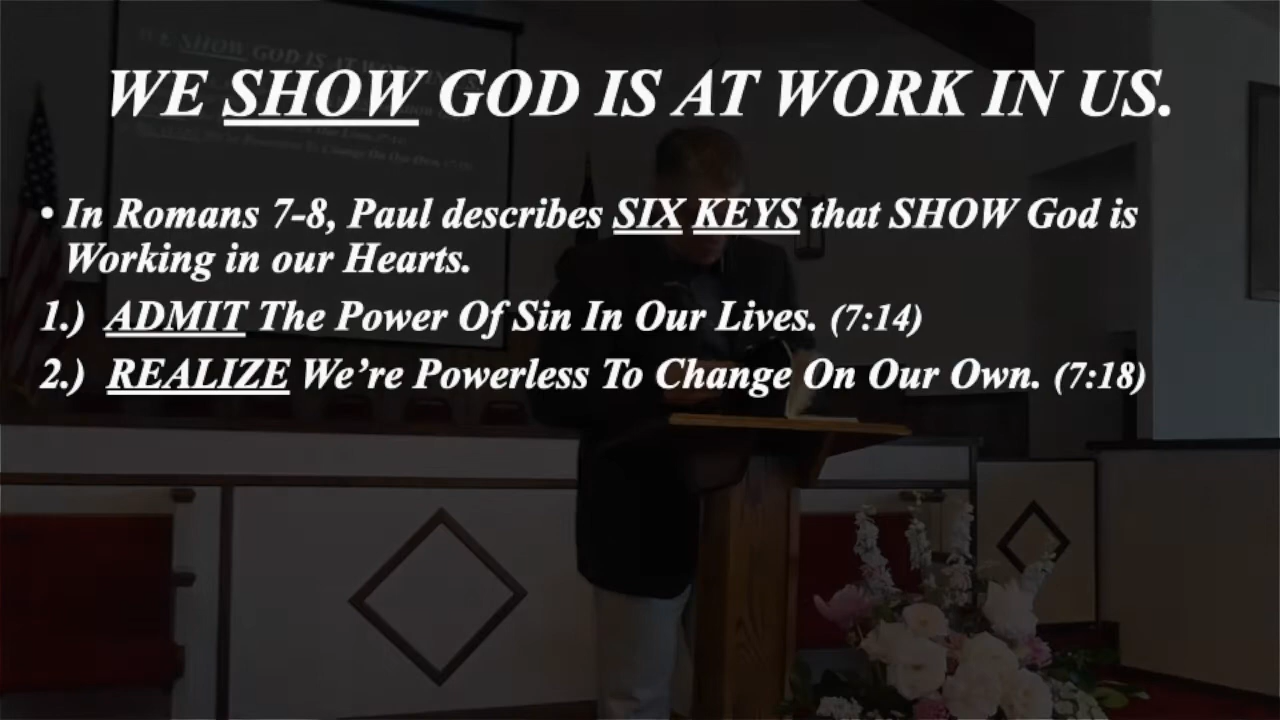 WE SHOW GOD IS AT WORK IN US.
• In Romans 7-8, Paul describes SIX KEYS that SHOW God is
Working in our Hearts.
1.) ADMIT The Power Of Sin In Our Lives. (7:14)
2.) REALIZE We’re Powerless To Change On Our Own. (7:18)